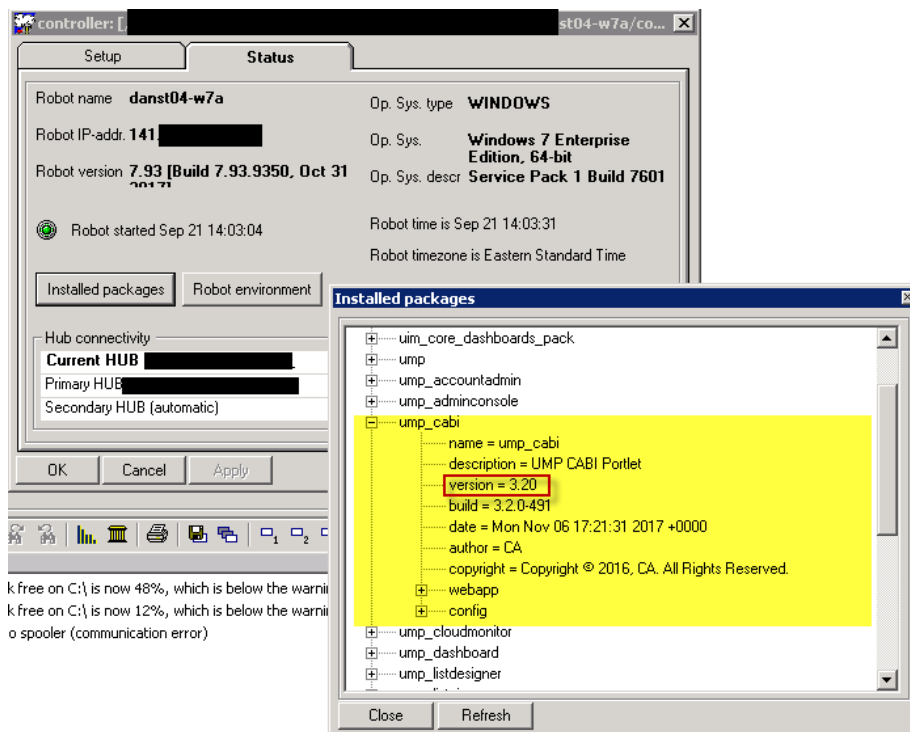 controller: [,
st04-w7a/co...
Setup
Status
Robot name danst04-w7a
Robot IP-addr. 141.
Robot version 7.93 [Build 7.93.9350, Oct 31
2017]
Robot started Sep 21 14:03:04
Op. Sys. type WINDOWS
Op. Sys. Windows 7 Enterprise
Edition, 64-bit
Op. Sys. descr Service Pack 1 Build 7601
Robot time is Sep 21 14:03:31
Robot timezone is Eastern Standard Time
Installed packages
Robot environment
Hub connectivity
Current HUB
Primary HUB
Secondary HUB (automatic)
OK
Cancel
Apply
k free on C:\ is now 48%, which is below the warni
k free on C:\ is now 12%, which is below the warni
o spooler (communication error)
Installed packages
uim_core_dashboards_pack
ump
ump_accountadmin
ump_adminconsole
ump_cabi
name = ump_cabi
description = UMP CABI Portlet
version = 3.20
build = 3.2.0-491
date = Mon Nov 06 17:21:31 2017 +0000
author = CA
copyright = Copyright © 2016, CA. All Rights Reserved.
webapp
config
ump_cloudmonitor
ump_dashboard
ump_listdesigner
Close
Refresh